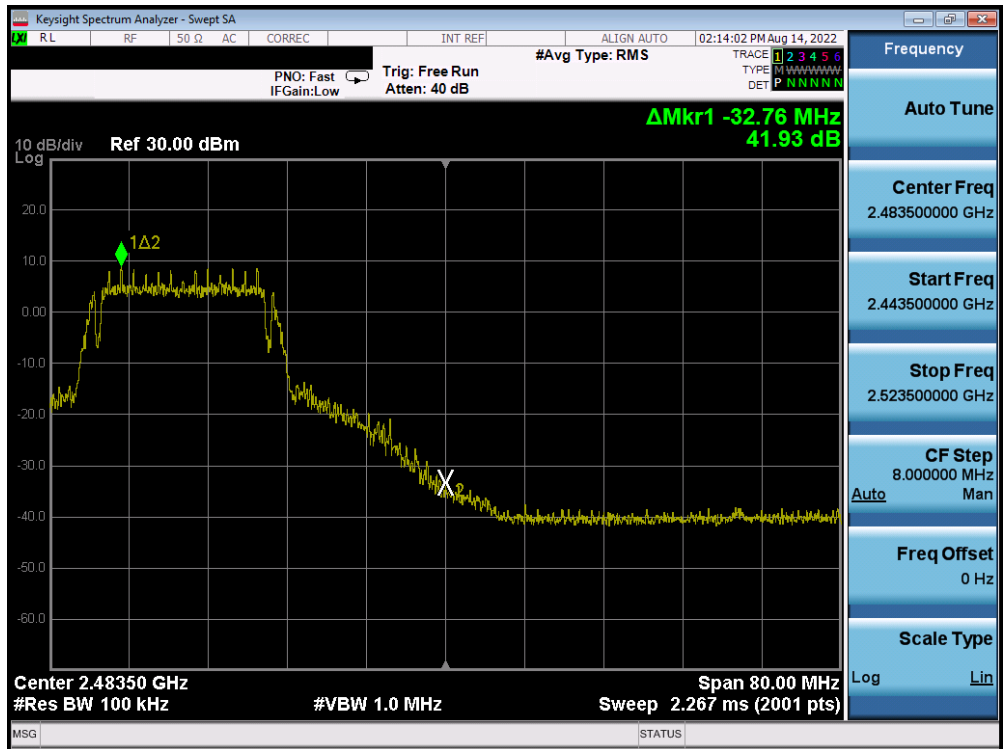 Keysight Spectrum Analyzer - Swept SA
LXI RL RF 50 Ω AC CORREC INT REF ALIGN AUTO 02:14:02 PM Aug 14, 2022
PNO: Fast
IFGain:Low
Trig: Free Run
Atten: 40 dB
#Avg Type: RMS
TRACE 1 2 3 4 5 6
TYPE M W W W W W
DET P N N N N N
ΔMkr1 -32.76 MHz
41.93 dB
10 dB/div
Log
Ref 30.00 dBm
20.0
10.0
0.00
-10.0
-20.0
-30.0
-40.0
-50.0
-60.0
1Δ2
2
Center 2.48350 GHz
#Res BW 100 kHz
#VBW 1.0 MHz
Span 80.00 MHz
Sweep 2.267 ms (2001 pts)
MSG
STATUS
Frequency
Auto Tune
Center Freq
2.483500000 GHz
Start Freq
2.443500000 GHz
Stop Freq
2.523500000 GHz
CF Step
8.000000 MHz
Auto Man
Freq Offset
0 Hz
Scale Type
Log Lin